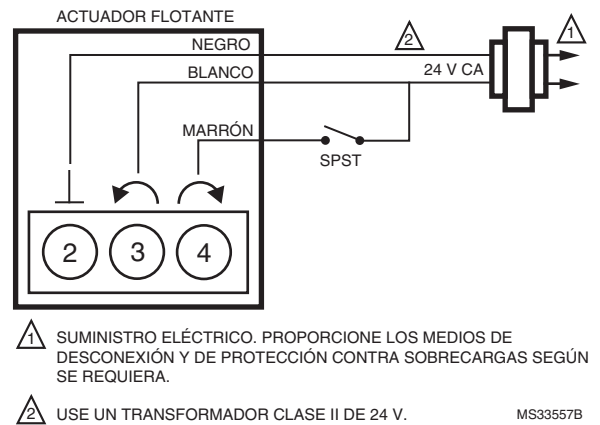 ACTUADOR FLOTANTE
NEGRO
2
1
BLANCO
24 V CA
MARRÓN
SPST
2 3 4
1 SUMINISTRO ELÉCTRICO. PROPORCIONE LOS MEDIOS DE
DESCONEXIÓN Y DE PROTECCIÓN CONTRA SOBRECARGAS SEGÚN
SE REQUIERA.
2 USE UN TRANSFORMADOR CLASE II DE 24 V.
MS33557B